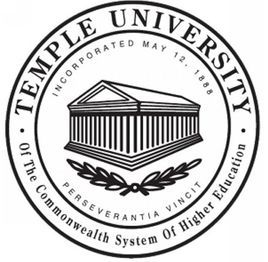 · TEMPLE UNIVERSITY ·
Of The Commonwealth System Of Higher Education
INCORPORATED MAY 12, 1888
PERSEVERANTIA VINCIT